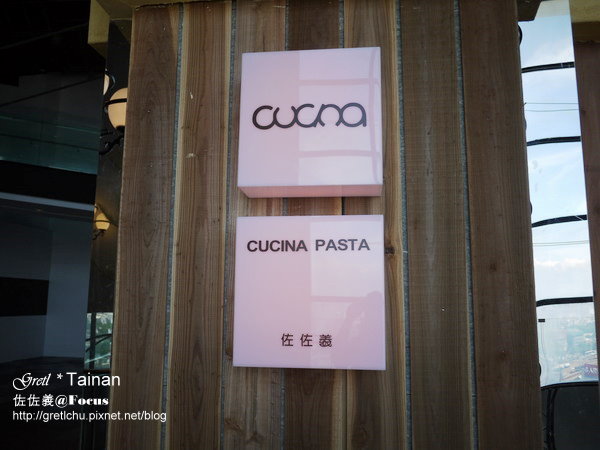 cucina
CUCINA PASTA
佐佐義
Gretl * Tainan
佐佐義@Focus
http://gretlchu.pixnet.net/blog